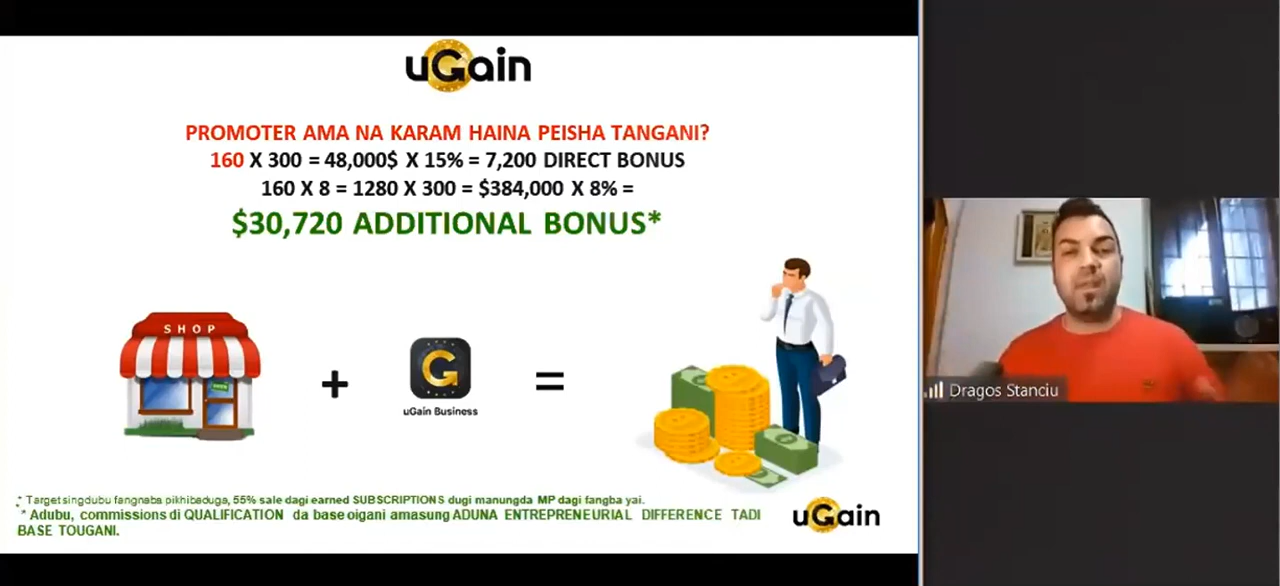 uGain
PROMOTER AMA NA KARAM HAINA PEISHA TANGANI?
160 X 300 = 48,000$ X 15% = 7,200 DIRECT BONUS
160 X 8 = 1280 X 300 = $384,000 X 8% =
$30,720 ADDITIONAL BONUS*
SHOP
+
G
uGain Business
=
* Target singdubu fangnaba pikhibaduga, 55% sale dagi earned SUBSCRIPTIONS dugi manungda MP dagi fangba yai.
* Adubu, commissions di QUALIFICATION da base oigani amasung ADUNA ENTREPRENEURIAL DIFFERENCE TADI
BASE TOUGANI.
uGain
Dragos Stanciu